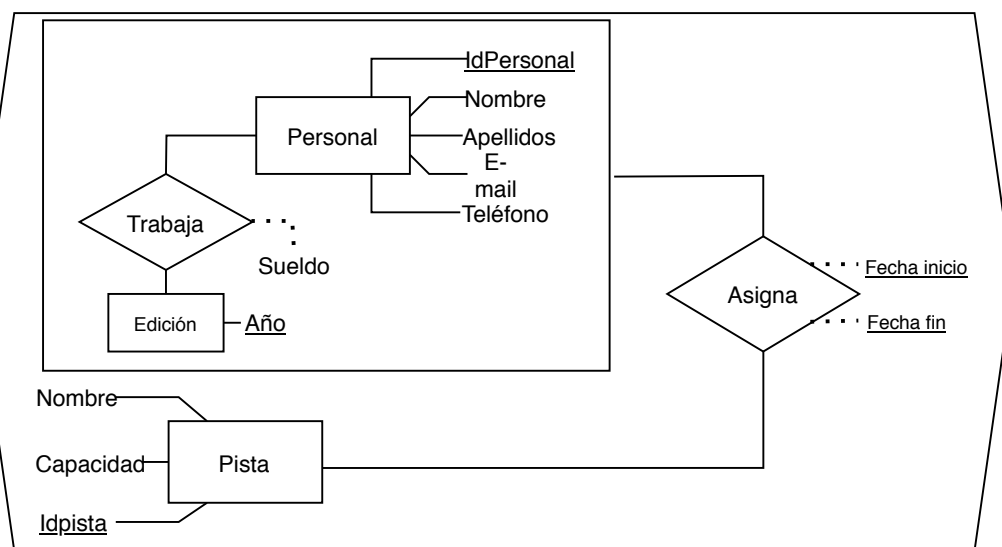 IdPersonal
Nombre
Personal
Apellidos
E-
mail
Teléfono
Trabaja
Sueldo
Edición
Año
Asigna
Fecha inicio
Fecha fin
Nombre
Capacidad
Pista
Idpista